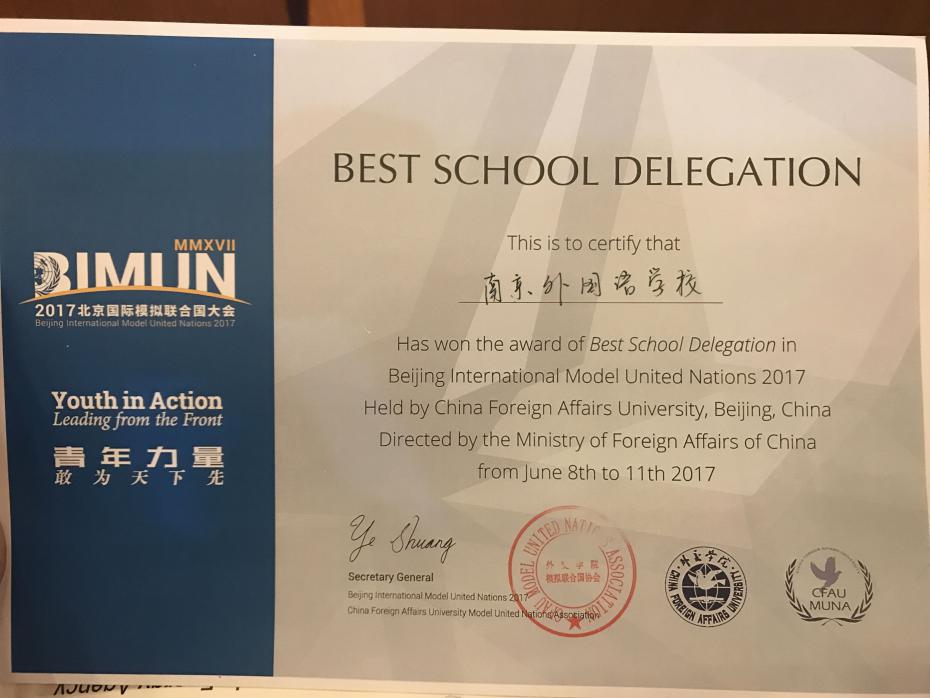 MMXVII
BIMUN
2017北京国际模拟联合国大会
Beijing International Model United Nations 2017
Youth in Action
Leading from the Front
青年力量
敢为天下先
BEST SCHOOL DELEGATION
This is to certify that
南京外国语学校
Has won the award of Best School Delegation in
Beijing International Model United Nations 2017
Held by China Foreign Affairs University, Beijing, China
Directed by the Ministry of Foreign Affairs of China
from June 8th to 11th 2017
Ye Shuang
Secretary General
Beijing International Model United Nations 2017
China Foreign Affairs University Model United Nations Association
CFAU MODEL UNITED NATIONS ASSOCIATION
外交学院
模拟联合国协会
外交学院
CHINA FOREIGN AFFAIRS UNIVERSITY
CFAU
MUNA